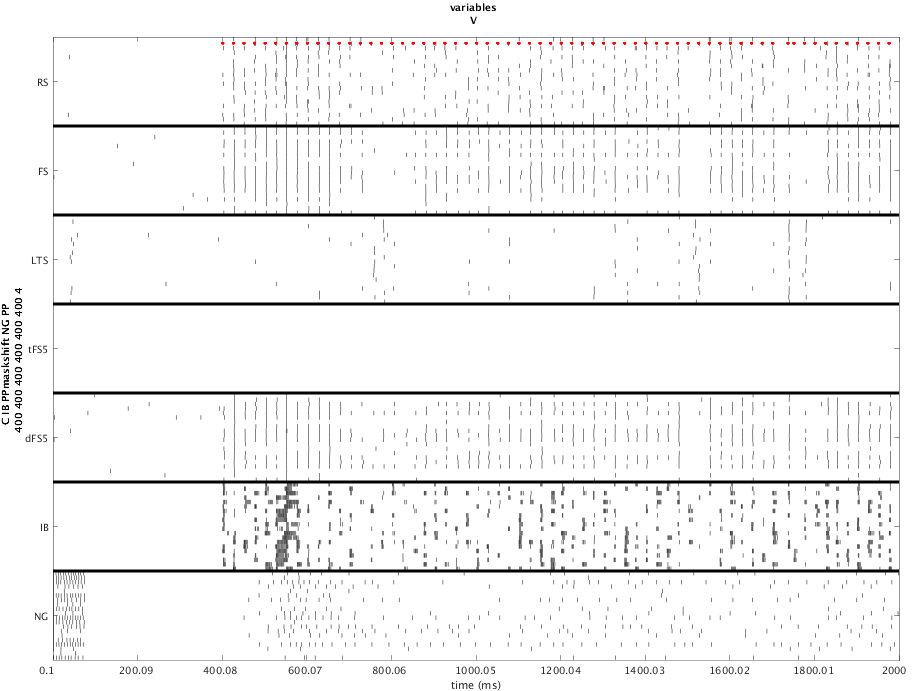 variables
V
RS
FS
LTS
tFS5
dFS5
IB
NG
C IB PPmaskshift NG PP
400 400 400 400 400 400 4
0.1 200.09 400.08 600.07 800.06 1000.05 1200.04 1400.03 1600.02 1800.01 2000
time (ms)